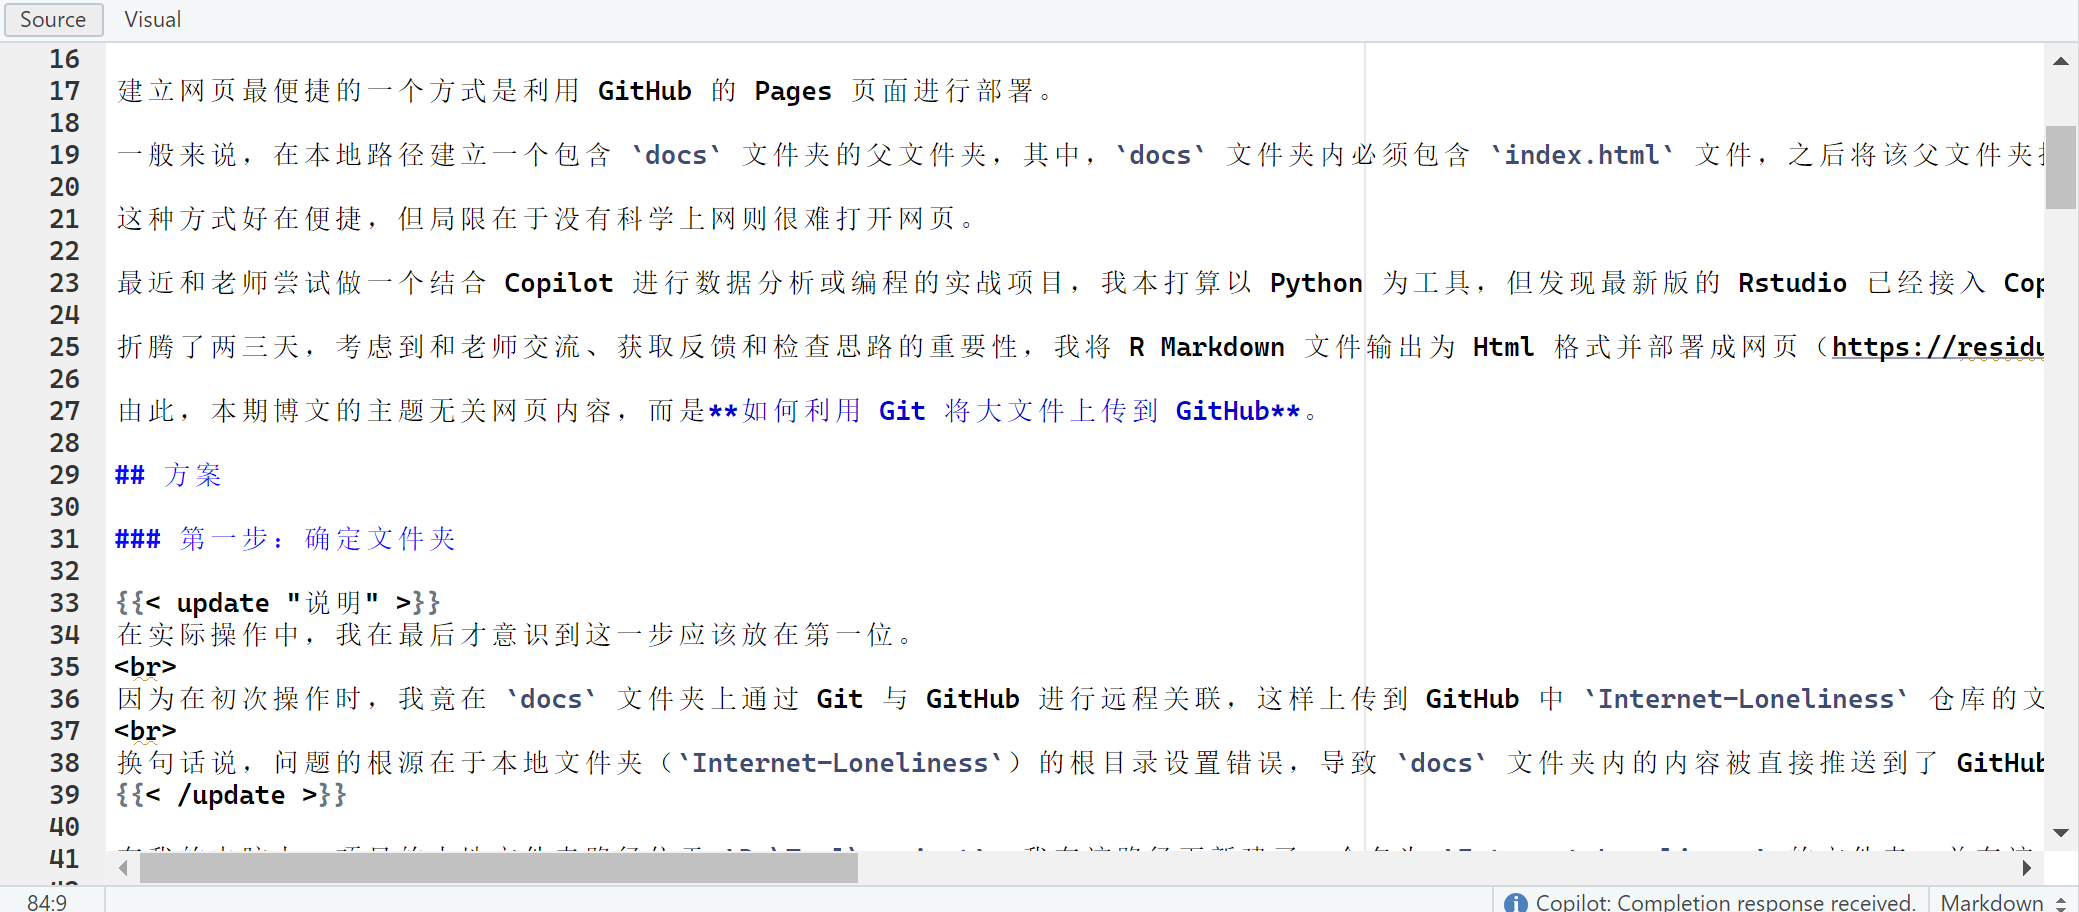 Source Visual
16
17 建立网页最便捷的一个方式是利用 GitHub 的 Pages 页面进行部署。
18
19 一般来说，在本地路径建立一个包含 `docs` 文件夹的父文件夹，其中，`docs` 文件夹内必须包含 `index.html` 文件，之后将该父文件夹
20
21 这种方式好在便捷，但局限在于没有科学上网则很难打开网页。
22
23 最近和老师尝试做一个结合 Copilot 进行数据分析或编程的实战项目，我本打算以 Python 为工具，但发现最新版的 Rstudio 已经接入 Cop
24
25 折腾了两三天，考虑到和老师交流、获取反馈和检查思路的重要性，我将 R Markdown 文件输出为 Html 格式并部署成网页（https://residu
26
27 由此，本期博文的主题无关网页内容，而是**如何利用 Git 将大文件上传到 GitHub**。
28
29 ## 方案
30
31 ### 第一步：确定文件夹
32
33 {{< update "说明" >}}
34 在实际操作中，我在最后才意识到这一步应该放在第一位。
35 <br>
36 因为在初次操作时，我竟在 `docs` 文件夹上通过 Git 与 GitHub 进行远程关联，这样上传到 GitHub 中 `Internet-Loneliness` 仓库的文
37 <br>
38 换句话说，问题的根源在于本地文件夹（`Internet-Loneliness`）的根目录设置错误，导致 `docs` 文件夹内的内容被直接推送到了 GitHub
39 {{< /update >}}
40
41
84:9 Copilot: Completion response received. Markdown